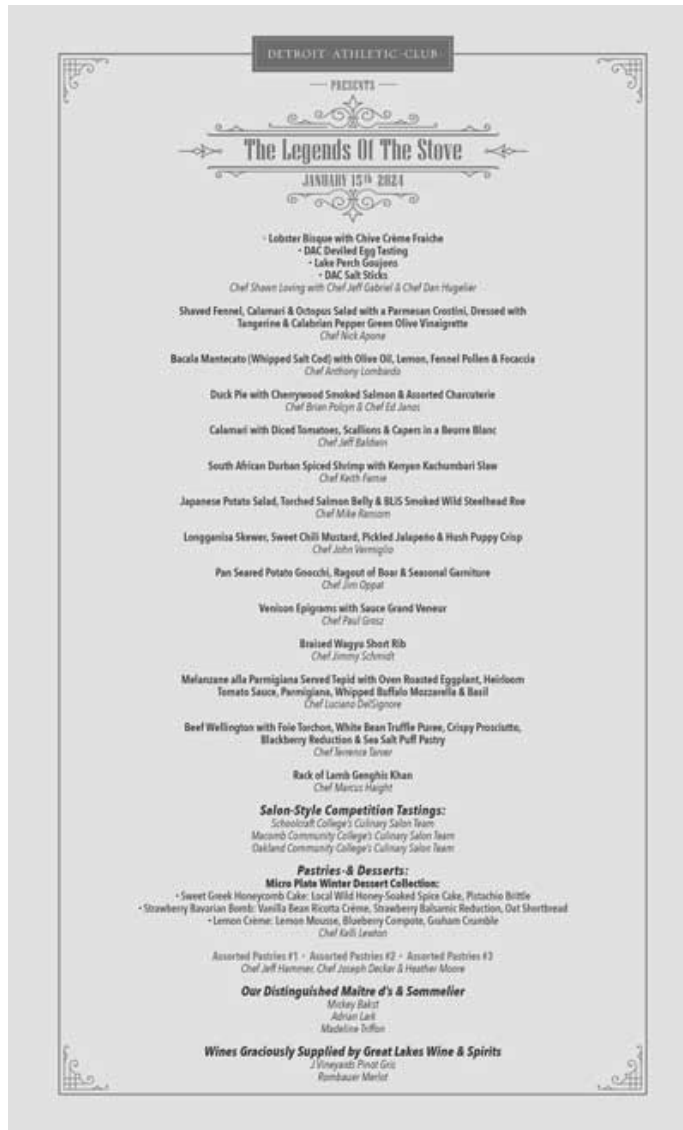 DETROIT·ATHLETIC·CLUB
PRESENTS
The Legends Of The Stove
JANUARY 15th 2024
· Lobster Bisque with Chive Crème Fraiche
· DAC Deviled Egg Tasting
· Lake Perch Goujons
· DAC Salt Sticks
Chef Shawn Loving with Chef Jeff Gabriel & Chef Dan Hugelier
Shaved Fennel, Calamari & Octopus Salad with a Parmesan Crostini, Dressed with
Tangerine & Calabrian Pepper Green Olive Vinaigrette
Chef Nick Apone
Bacala Mantecato (Whipped Salt Cod) with Olive Oil, Lemon, Fennel Pollen & Focaccia
Chef Anthony Lombardo
Duck Pie with Cherrywood Smoked Salmon & Assorted Charcuterie
Chef Brian Polcyn & Chef Ed Janos
Calamari with Diced Tomatoes, Scallions & Capers in a Beurre Blanc
Chef Jeff Baldwin
South African Durban Spiced Shrimp with Kenyan Kachumbari Slaw
Chef Keith Famie
Japanese Potato Salad, Torched Salmon Belly & BLiS Smoked Wild Steelhead Roe
Chef Mike Ransom
Longganisa Skewer, Sweet Chili Mustard, Pickled Jalapeño & Hush Puppy Crisp
Chef John Vermiglio
Pan Seared Potato Gnocchi, Ragout of Boar & Seasonal Garniture
Chef Jim Oppat
Venison Epigrams with Sauce Grand Veneur
Chef Paul Grosz
Braised Wagyu Short Rib
Chef Jimmy Schmidt
Melanzane alla Parmigiana Served Tepid with Oven Roasted Eggplant, Heirloom
Tomato Sauce, Parmigiana, Whipped Buffalo Mozzarella & Basil
Chef Luciano DelSignore
Beef Wellington with Foie Torchon, White Bean Truffle Puree, Crispy Prosciutto,
Blackberry Reduction & Sea Salt Puff Pastry
Chef Terrence Tarver
Rack of Lamb Genghis Khan
Chef Marcus Haight
Salon-Style Competition Tastings:
Schoolcraft College's Culinary Salon Team
Macomb Community College's Culinary Salon Team
Oakland Community College's Culinary Salon Team
Pastries & Desserts:
Micro Plate Winter Dessert Collection:
· Sweet Greek Honeycomb Cake: Local Wild Honey-Soaked Spice Cake, Pistachio Brittle
· Strawberry Bavarian Bomb: Vanilla Bean Ricotta Crème, Strawberry Balsamic Reduction, Oat Shortbread
· Lemon Crème: Lemon Mousse, Blueberry Compote, Graham Crumble
Chef Kelli Lewton
Assorted Pastries #1 · Assorted Pastries #2 · Assorted Pastries #3
Chef Jeff Hammer, Chef Joseph Decker & Heather Moore
Our Distinguished Maitre d's & Sommelier
Mickey Bakst
Adrian Lark
Madeline Triffon
Wines Graciously Supplied by Great Lakes Wine & Spirits
J Vineyards Pinot Gris
Rombauer Merlot